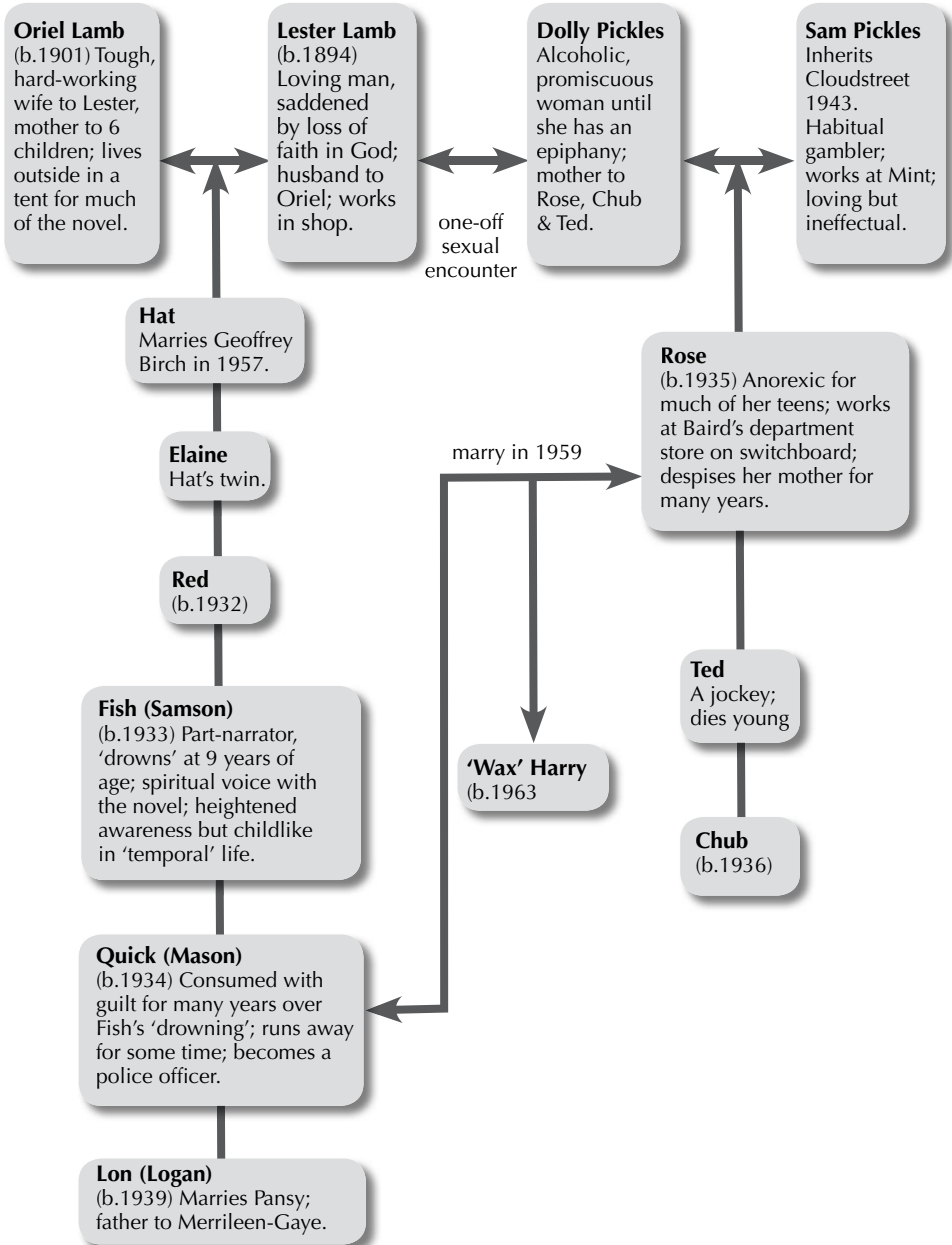 Oriel Lamb
(b.1901) Tough,
hard-working
wife to Lester,
mother to 6
children; lives
outside in a
tent for much
of the novel.
Lester Lamb
(b.1894)
Loving man,
saddened
by loss of
faith in God;
husband to
Oriel; works
in shop.
one-off
sexual
encounter
Dolly Pickles
Alcoholic,
promiscuous
woman until
she has an
epiphany;
mother to
Rose, Chub
& Ted.
Sam Pickles
Inherits
Cloudstreet
1943.
Habitual
gambler;
works at Mint;
loving but
ineffectual.
Hat
Marries Geoffrey
Birch in 1957.
Elaine
Hat's twin.
Red
(b.1932)
Fish (Samson)
(b.1933) Part-narrator,
‘drowns’ at 9 years of
age; spiritual voice with
the novel; heightened
awareness but childlike
in ‘temporal’ life.
Quick (Mason)
(b.1934) Consumed with
guilt for many years over
Fish’s ‘drowning’; runs away
for some time; becomes a
police officer.
Lon (Logan)
(b.1939) Marries Pansy;
father to Merrileen-Gaye.
marry in 1959
‘Wax’ Harry
(b.1963
Rose
(b.1935) Anorexic for
much of her teens; works
at Baird’s department
store on switchboard;
despises her mother for
many years.
Ted
A jockey;
dies young
Chub
(b.1936)